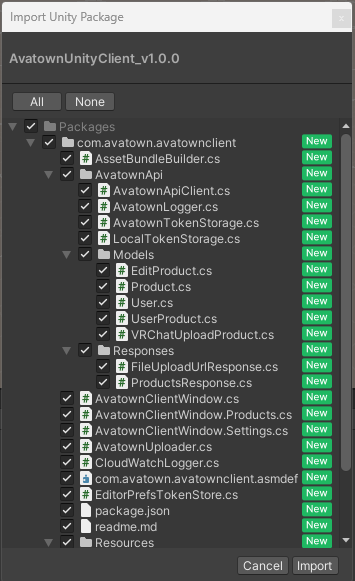 Import Unity Package
x
AvatownUnityClient_v1.0.0
All None
Packages
com.avatown.avatownclient New
# AssetBundleBuilder.cs New
AvatownApi New
# AvatownApiClient.cs New
# AvatownLogger.cs New
# AvatownTokenStorage.cs New
# LocalTokenStorage.cs New
Models New
# EditProduct.cs New
# Product.cs New
# User.cs New
# UserProduct.cs New
# VRChatUploadProduct.cs New
Responses New
# FileUploadUrlResponse.cs New
# ProductsResponse.cs New
# AvatownClientWindow.cs New
# AvatownClientWindow.Products.cs New
# AvatownClientWindow.Settings.cs New
# AvatownUploader.cs New
# CloudWatchLogger.cs New
com.avatown.avatownclient.asmdef New
# EditorPrefsTokenStore.cs New
package.json New
readme.md New
Resources New
Cancel Import